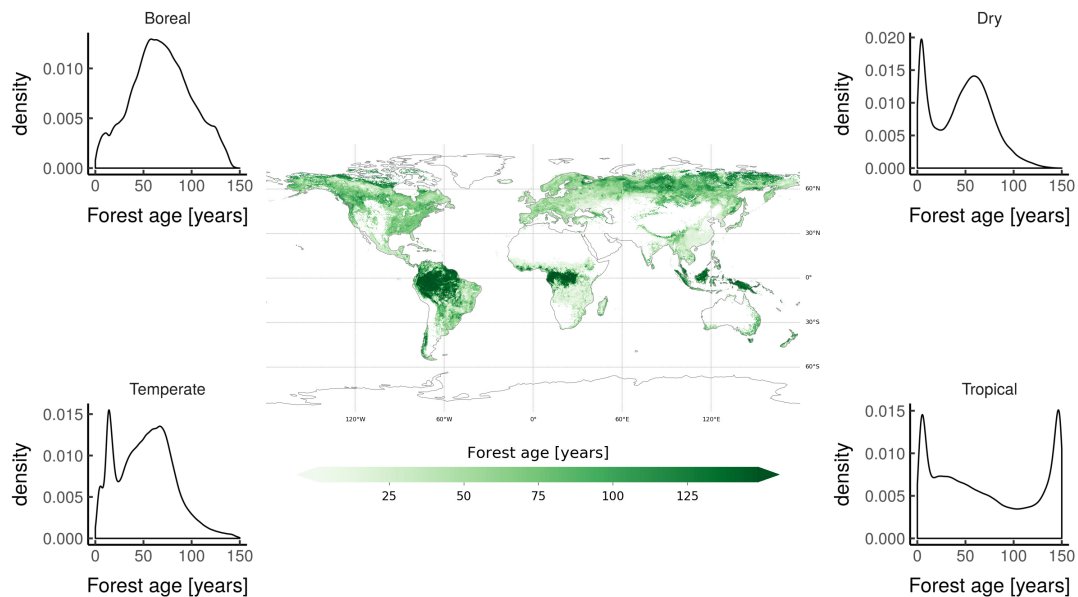 Boreal
density
0.010
0.005
0.000
0 50 100 150
Forest age [years]
Dry
density
0.020
0.015
0.010
0.005
0.000
0 50 100 150
Forest age [years]
60°N
30°N
0°
30°S
60°S
120°W 60°W 0° 60°E 120°E
Temperate
density
0.015
0.010
0.005
0.000
0 50 100 150
Forest age [years]
Forest age [years]
25 50 75 100 125
Tropical
density
0.015
0.010
0.005
0.000
0 50 100 150
Forest age [years]